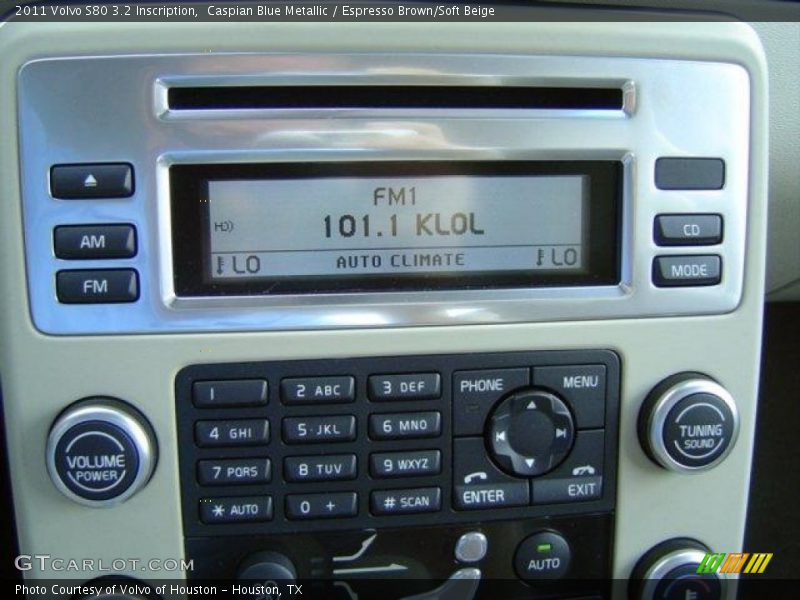 2011 Volvo S80 3.2 Inscription, Caspian Blue Metallic / Espresso Brown/Soft Beige
FM1
HD)) 101.1 KLOL
LO AUTO CLIMATE LO
AM
FM
CD
MODE
1 2 ABC 3 DEF
4 GHI 5 JKL 6 MNO
7 PQRS 8 TUV 9 WXYZ
* AUTO 0 + # SCAN
PHONE MENU
ENTER EXIT
VOLUME
POWER
TUNING
SOUND
AUTO
GTCARLOT.COM
Photo Courtesy of Volvo of Houston - Houston, TX